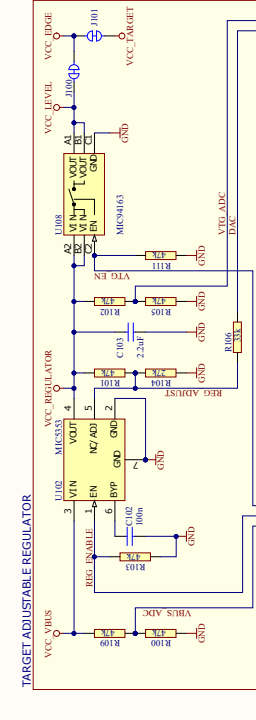 TARGET ADJUSTABLE REGULATOR
VCC_VBUS
R109
47k
R100
47k
GND
VBUS_ADC
REG_ENABLE
R103
47k
C102
100n
GND
U102
MIC5353
3
VIN
1
EN
6
BYP
VOUT
4
NC/ADJ
5
GND
2
GND
7
GND
VCC_REGULATOR
R101
47k
R104
27k
GND
REG_ADJUST
R106
33k
C103
2.2uF
GND
R102
47k
R105
47k
GND
VTG_ADC
DAC
VTG_EN
R111
47k
GND
U108
MIC94163
A2
VIN
B2
VIN
C2
EN
A1
VOUT
B1
VOUT
C1
GND
GND
VCC_LEVEL
J100
VCC_EDGE
J101
VCC_TARGET